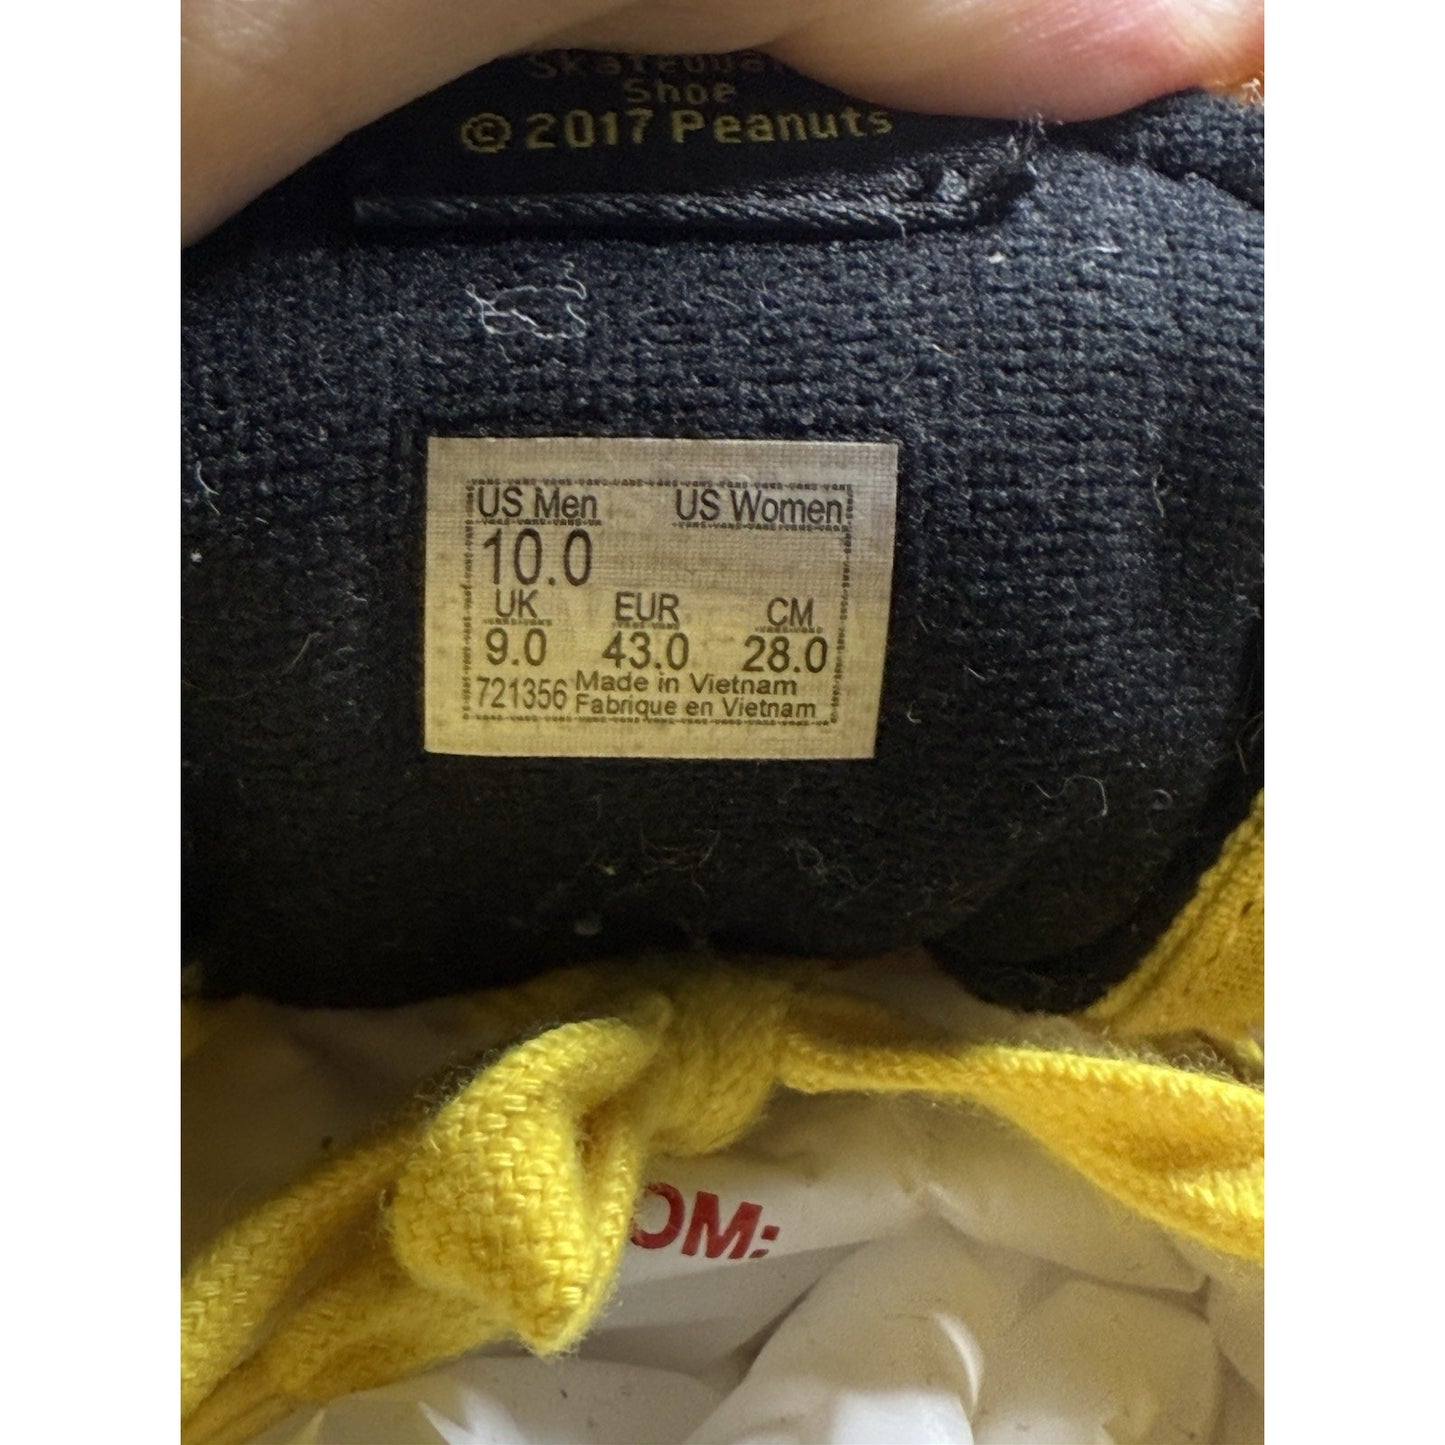 Shoe
© 2017 Peanuts
US Men US Women
10.0
UK EUR CM
9.0 43.0 28.0
721356 Made in Vietnam
Fabrique en Vietnam
OM: